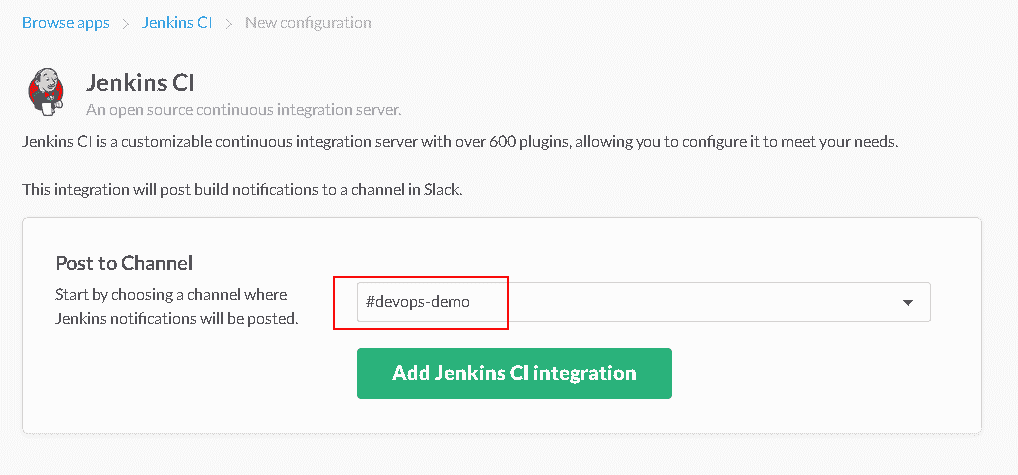 Browse apps > Jenkins CI > New configuration
Jenkins CI
An open source continuous integration server.
Jenkins CI is a customizable continuous integration server with over 600 plugins, allowing you to configure it to meet your needs.
This integration will post build notifications to a channel in Slack.
Post to Channel
Start by choosing a channel where
Jenkins notifications will be posted.
#devops-demo
Add Jenkins CI integration